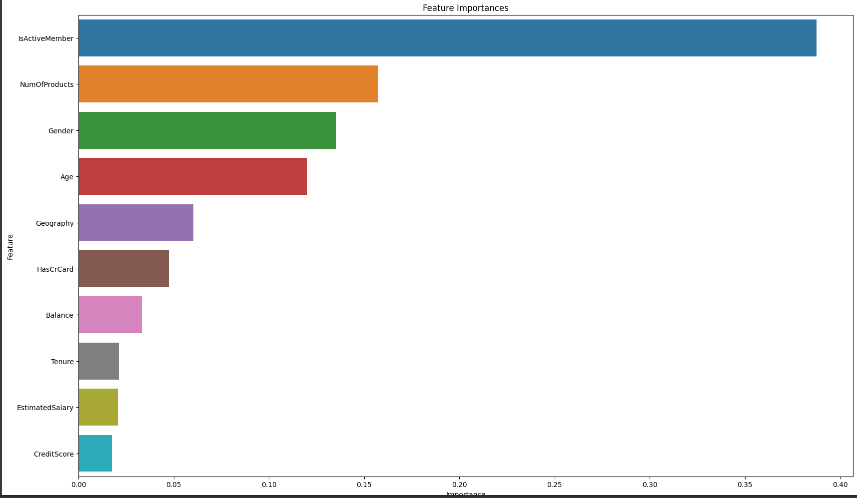 Feature Importances
IsActiveMember
NumOfProducts
Gender
Age
Geography
HasCrCard
Balance
Tenure
EstimatedSalary
CreditScore
Feature
0.00 0.05 0.10 0.15 0.20 0.25 0.30 0.35 0.40
Importance